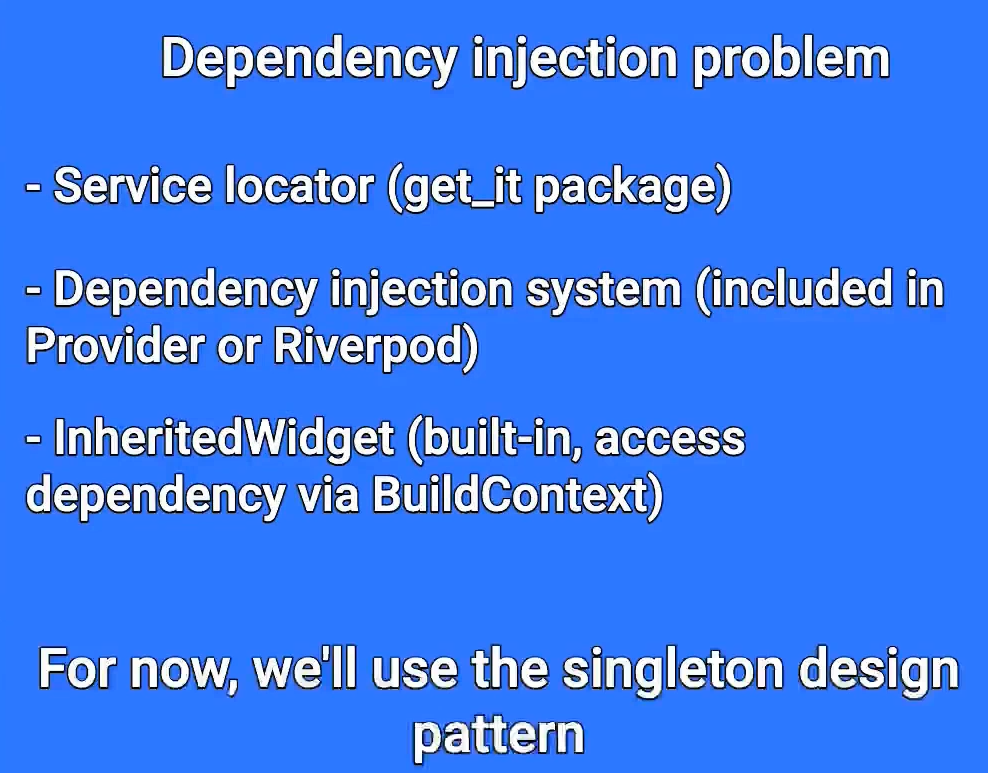 Dependency injection problem
- Service locator (get_it package)
- Dependency injection system (included in
Provider or Riverpod)
- InheritedWidget (built-in, access
dependency via BuildContext)
For now, we'll use the singleton design
pattern